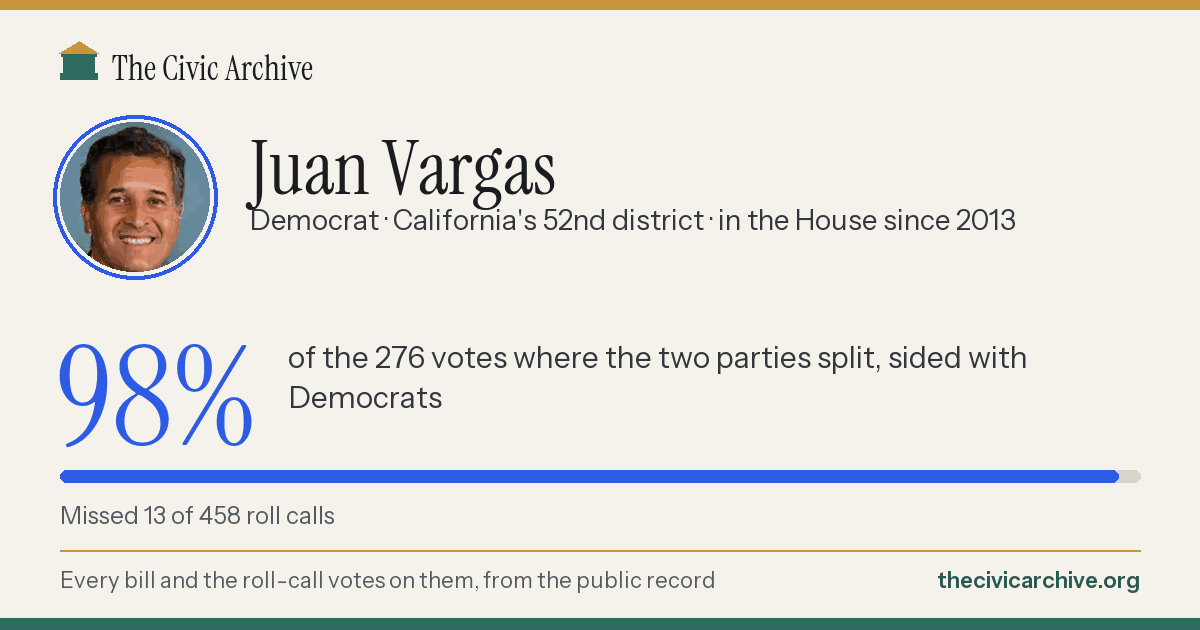 The Civic Archive
Juan Vargas
Democrat · California's 52nd district · in the House since 2013
98%
of the 276 votes where the two parties split, sided with
Democrats
Missed 13 of 458 roll calls
Every bill and the roll-call votes on them, from the public record
thecivicarchive.org